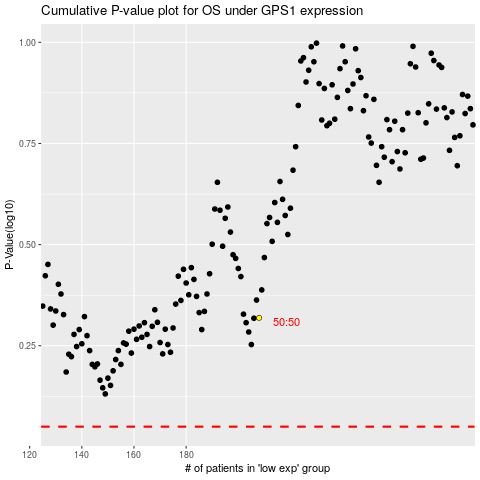 Cumulative P-value plot for OS under GPS1 expression
1.00
0.75
0.50
0.25
P-Value(log10)
50:50
120 140 160 180
# of patients in 'low exp' group